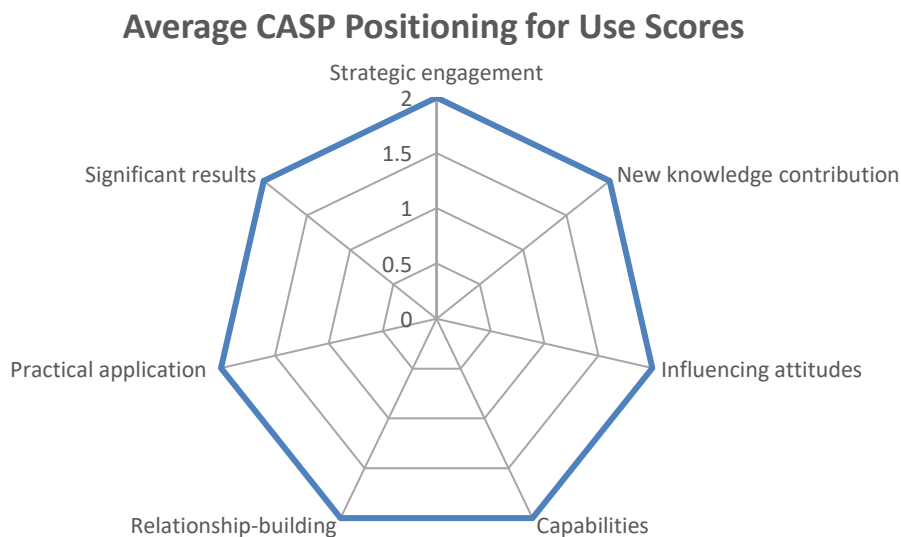 Average CASP Positioning for Use Scores
Strategic engagement
2
1.5
1
0.5
0
Significant results
New knowledge contribution
Practical application
Influencing attitudes
Relationship-building
Capabilities